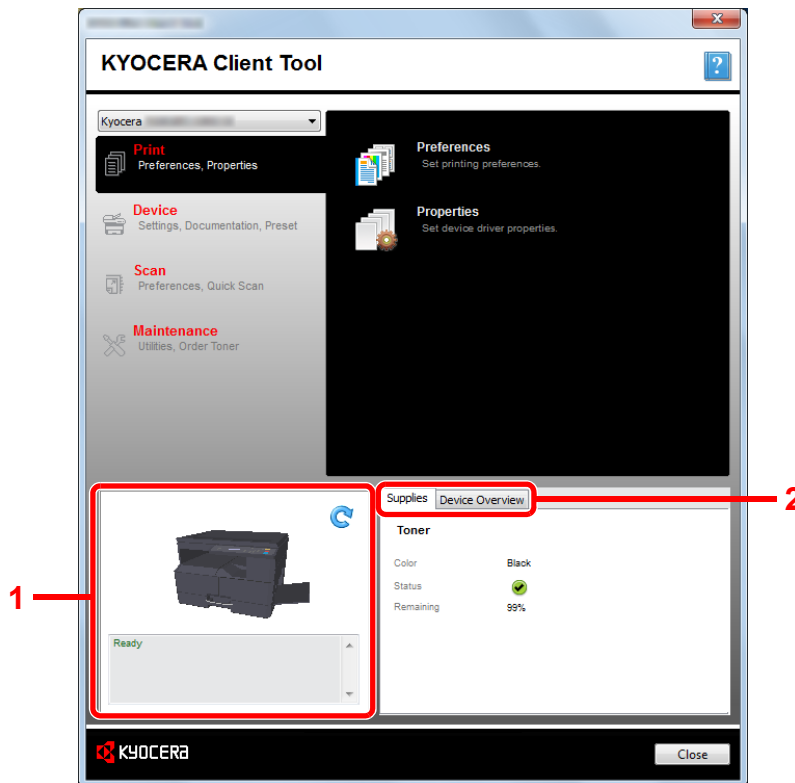 KYOCERA Client Tool
?
Kyocera
Print
Preferences, Properties
Device
Settings, Documentation, Preset
Scan
Preferences, Quick Scan
Maintenance
Utilities, Order Toner
Preferences
Set printing preferences.
Properties
Set device driver properties.
1
Ready
Supplies Device Overview
2
Toner
Color Black
Status
Remaining 99%
KYOCERA
Close